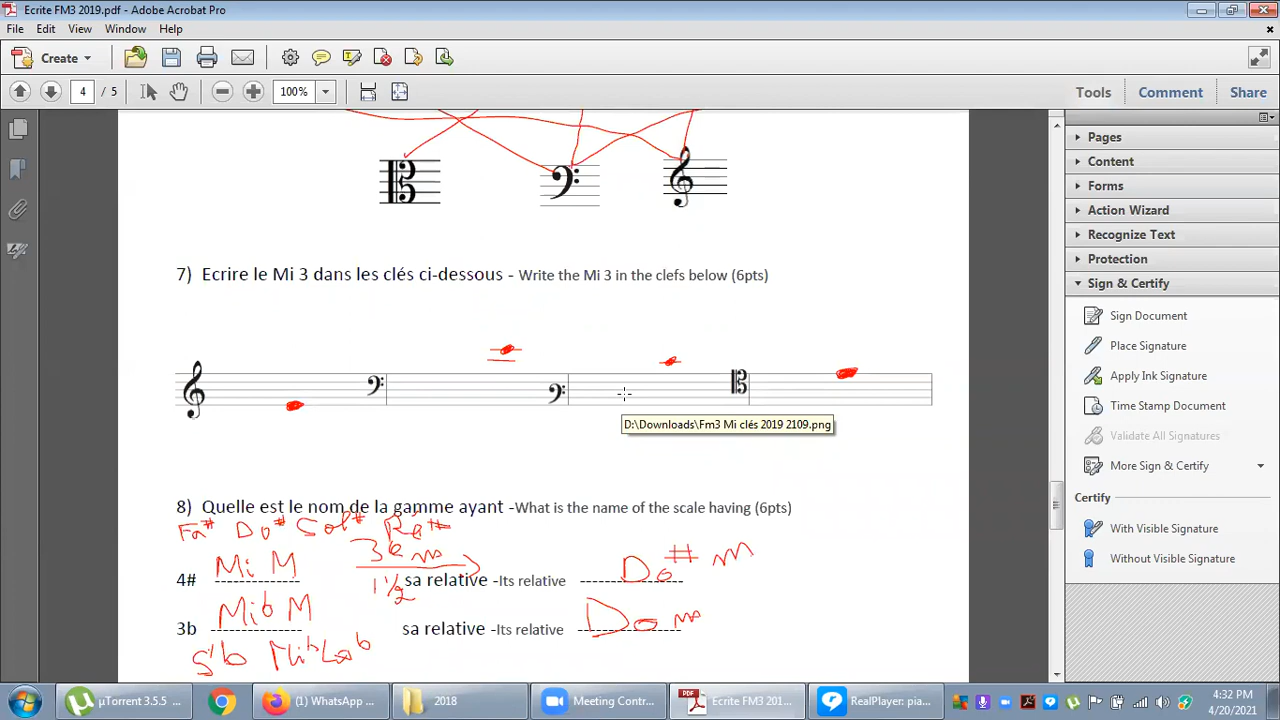 Ecrite FM3 2019.pdf - Adobe Acrobat Pro
File Edit View Window Help
Create
4 / 5 100% Tools Comment Share
Pages
Content
Forms
Action Wizard
Recognize Text
Protection
Sign & Certify
Sign Document
Place Signature
Apply Ink Signature
Time Stamp Document
Validate All Signatures
More Sign & Certify
Certify
With Visible Signature
Without Visible Signature
7) Ecrire le Mi 3 dans les clés ci-dessous - Write the Mi 3 in the clefs below (6pts)
D:\Downloads\Fm3 Mi clés 2019 2109.png
8) Quelle est le nom de la gamme ayant -What is the name of the scale having (6pts)
Fa# Do# Sol# Ré#
3e m
4# Mi M sa relative -Its relative Do# m
1½
3b Mib M sa relative -Its relative Do m
Sib Mib Lab
µTorrent 3.5.5 ... (1) WhatsApp ... 2018 Meeting Contr... Ecrite FM3 201... RealPlayer: pia...
4:32 PM
4/20/2021